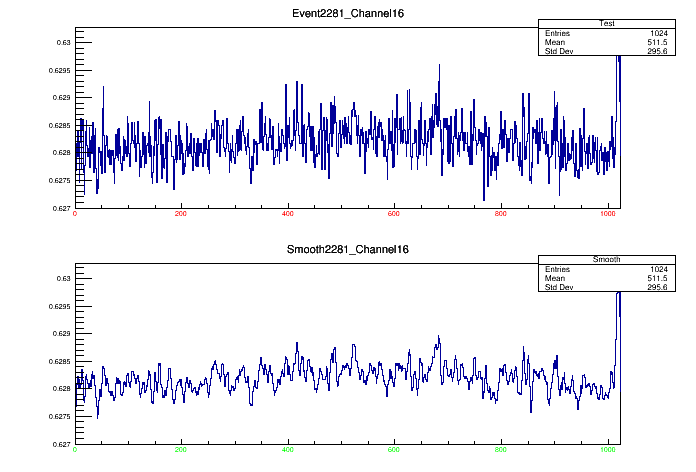 Event2281_Channel16
Test
Entries 1024
Mean 511.5
Std Dev 295.6
0.63
0.6295
0.629
0.6285
0.628
0.6275
0.627
0 200 400 600 800 1000
Smooth2281_Channel16
Smooth
Entries 1024
Mean 511.5
Std Dev 295.6
0.63
0.6295
0.629
0.6285
0.628
0.6275
0.627
0 200 400 600 800 1000